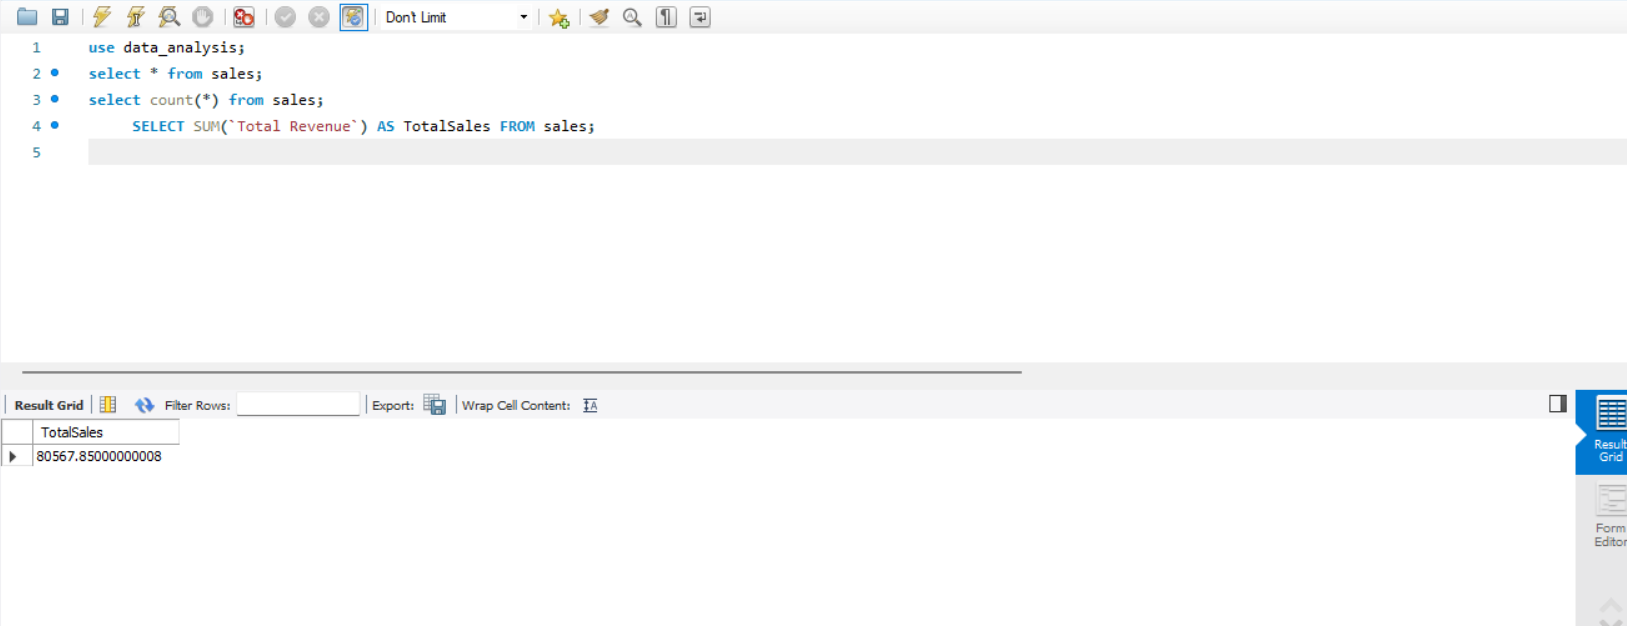 Don't Limit
1 use data_analysis;
2 select * from sales;
3 select count(*) from sales;
4 SELECT SUM(`Total Revenue`) AS TotalSales FROM sales;
5
Result Grid Filter Rows: Export: Wrap Cell Content:
TotalSales
80567.85000000008
Result
Grid
Form
Editor